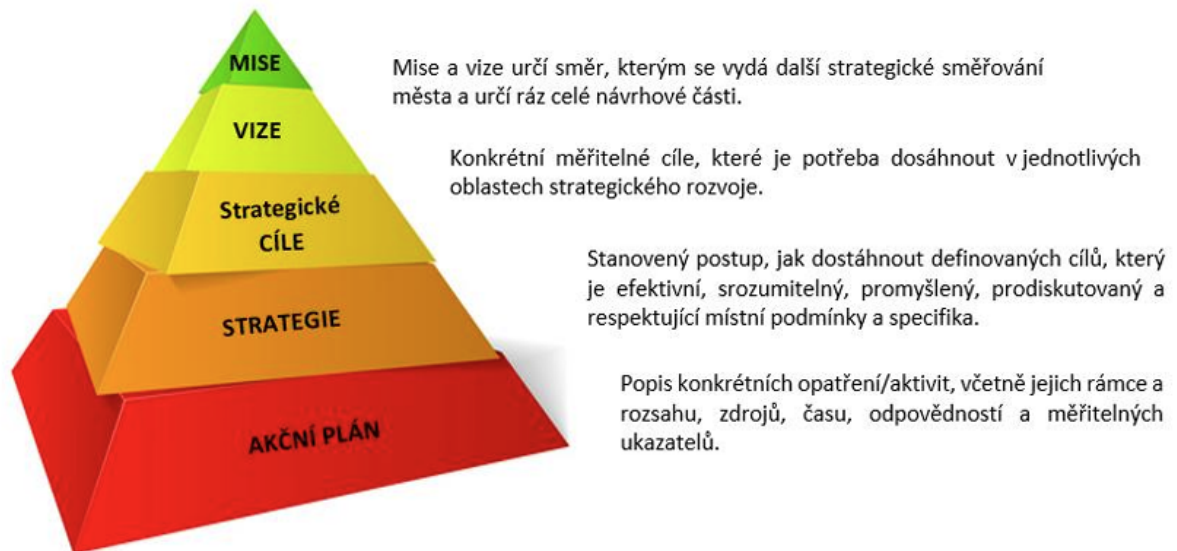 MISE
Mise a vize určí směr, kterým se vydá další strategické směřování
města a určí ráz celé návrhové části.
VIZE
Konkrétní měřitelné cíle, které je potřeba dosáhnout v jednotlivých
oblastech strategického rozvoje.
Strategické
CÍLE
Stanovený postup, jak dostáhnout definovaných cílů, který
je efektivní, srozumitelný, promyšlený, prodiskutovaný a
respektující místní podmínky a specifika.
STRATEGIE
Popis konkrétních opatření/aktivit, včetně jejich rámce a
rozsahu, zdrojů, času, odpovědností a měřitelných
ukazatelů.
AKČNÍ PLÁN